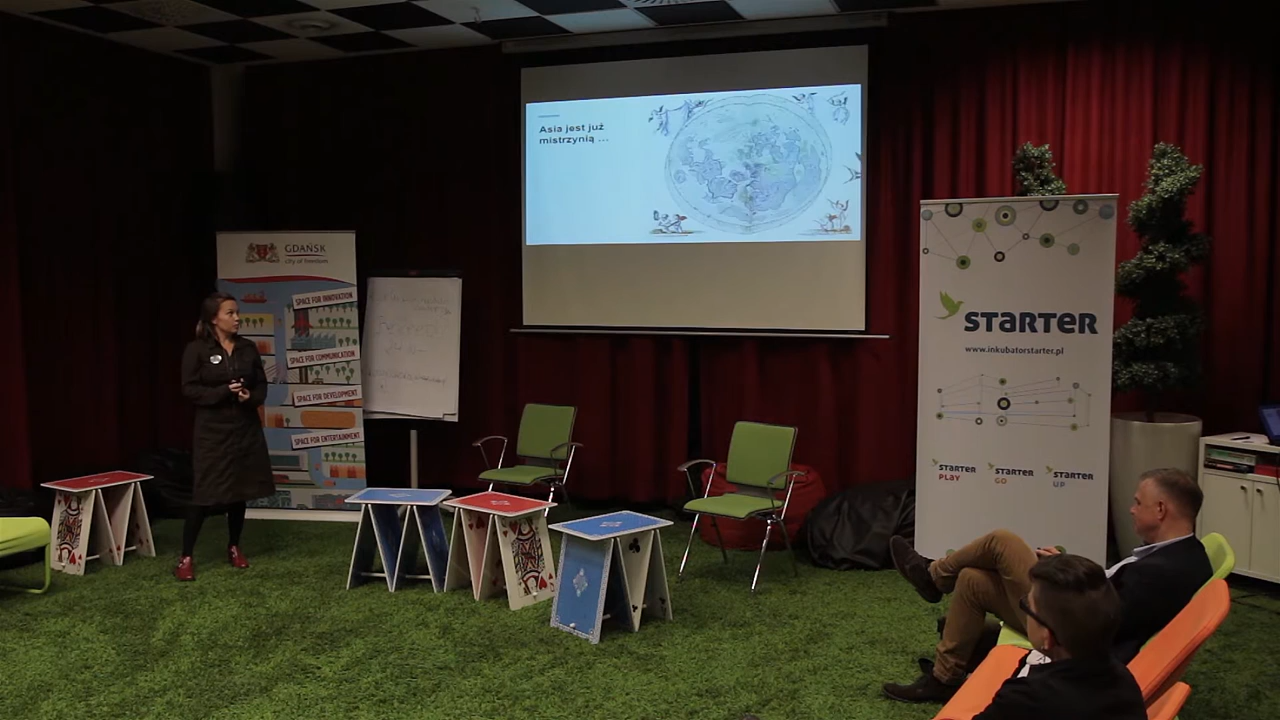 Asia jest już
mistrzynią ...
GDAŃSK
city of freedom
SPACE FOR INNOVATION
SPACE FOR COMMUNICATION
SPACE FOR DEVELOPMENT
SPACE FOR ENTERTAINMENT
STARTER
www.inkubatorstarter.pl
STARTER
PLAY
STARTER
GO
STARTER
UP